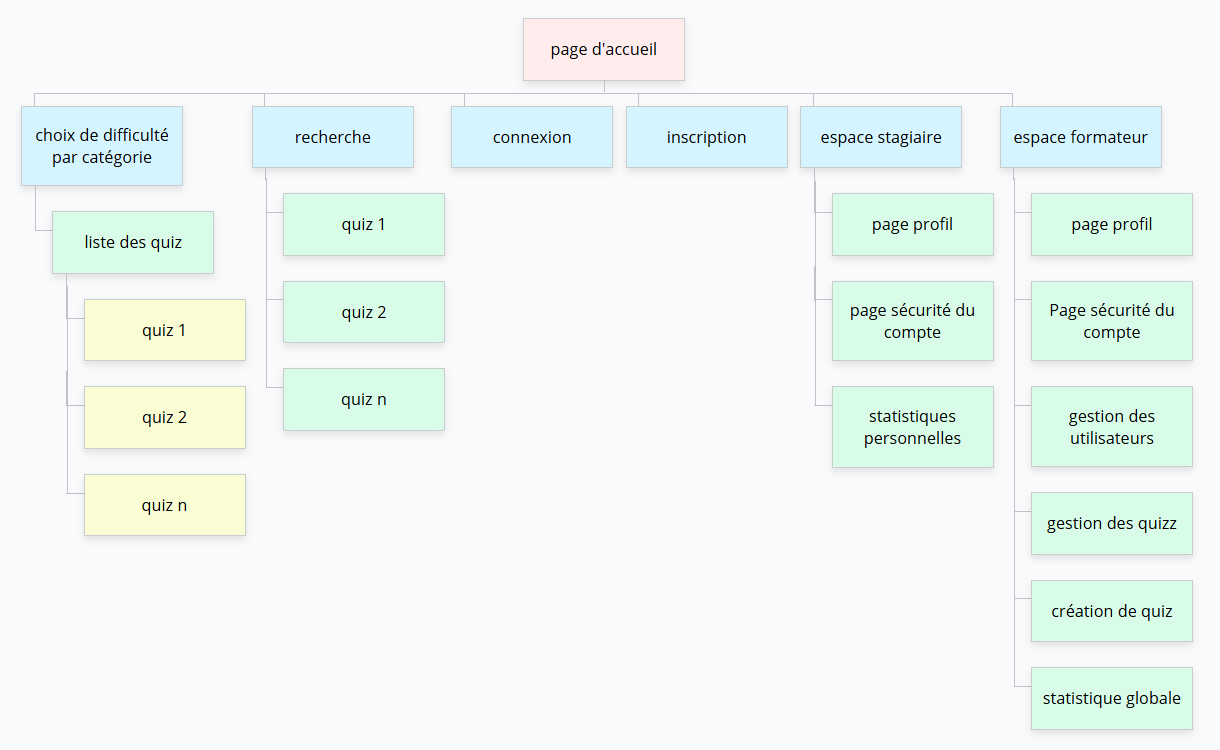 page d'accueil
choix de difficulté
par catégorie
recherche
connexion
inscription
espace stagiaire
espace formateur
liste des quiz
quiz 1
quiz 2
quiz n
quiz 1
quiz 2
quiz n
page profil
page sécurité du
compte
statistiques
personnelles
page profil
Page sécurité du
compte
gestion des
utilisateurs
gestion des quizz
création de quiz
statistique globale